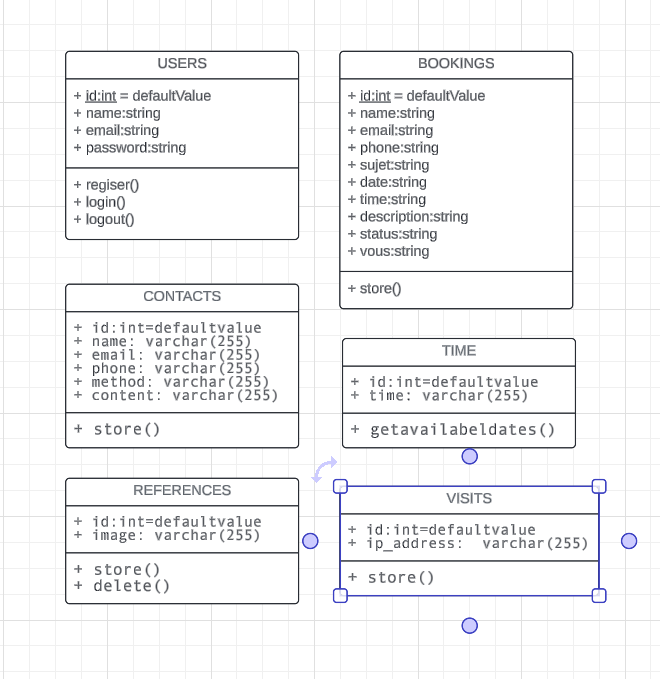 USERS
+ id:int = defaultValue
+ name:string
+ email:string
+ password:string
+ regiser()
+ login()
+ logout()
BOOKINGS
+ id:int = defaultValue
+ name:string
+ email:string
+ phone:string
+ sujet:string
+ date:string
+ time:string
+ description:string
+ status:string
+ vous:string
+ store()
CONTACTS
+ id:int=defaultvalue
+ name: varchar(255)
+ email: varchar(255)
+ phone: varchar(255)
+ method: varchar(255)
+ content: varchar(255)
+ store()
TIME
+ id:int=defaultvalue
+ time: varchar(255)
+ getavailabeldates()
REFERENCES
+ id:int=defaultvalue
+ image: varchar(255)
+ store()
+ delete()
VISITS
+ id:int=defaultvalue
+ ip_address:  varchar(255)
+ store()